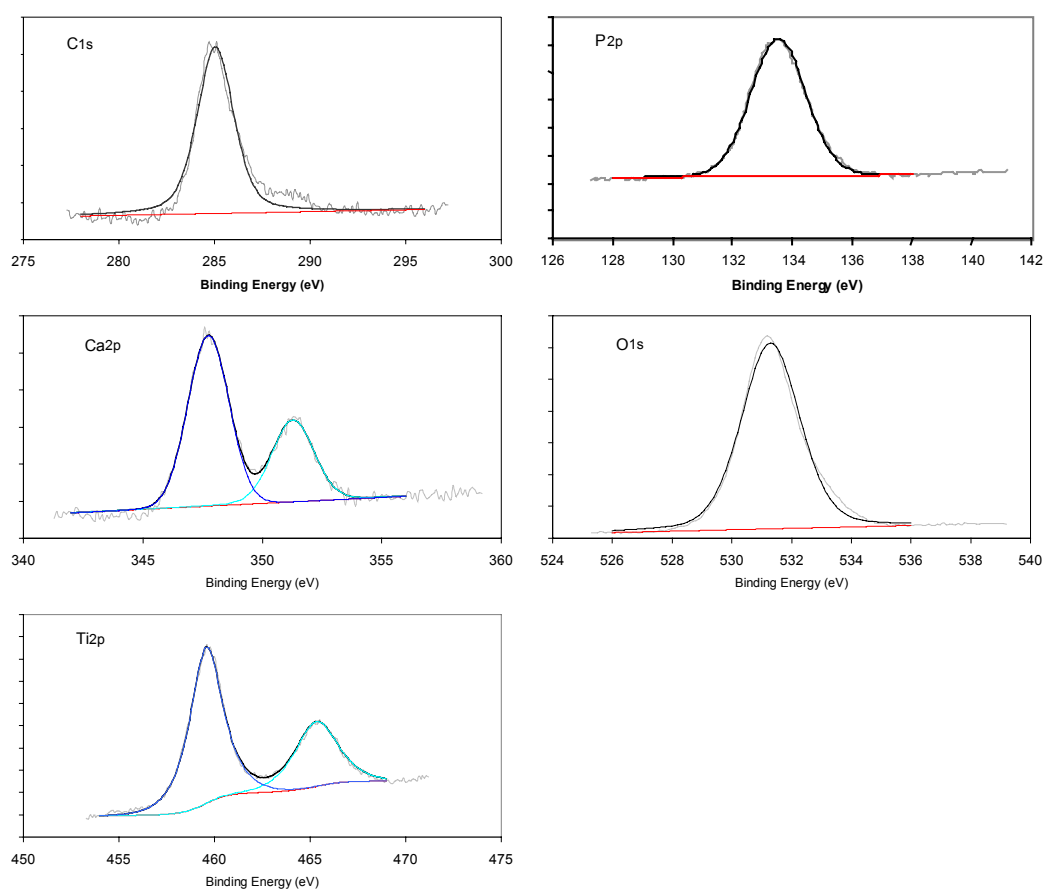 C1s
275 280 285 290 295 300
Binding Energy (eV)
P2p
126 128 130 132 134 136 138 140 142
Binding Energy (eV)
Ca2p
340 345 350 355 360
Binding Energy (eV)
O1s
524 526 528 530 532 534 536 538 540
Binding Energy (eV)
Ti2p
450 455 460 465 470 475
Binding Energy (eV)